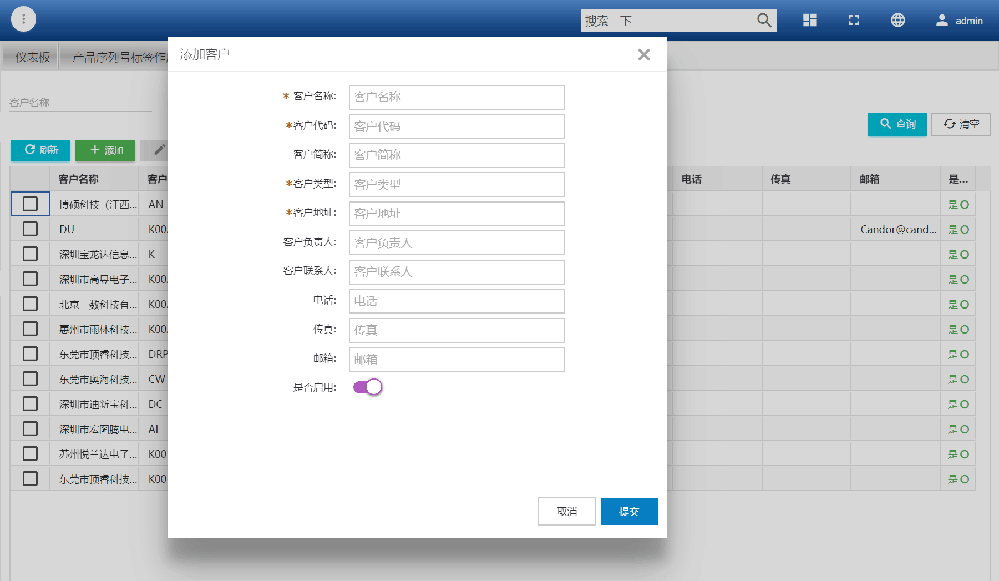 搜索一下
admin
仪表板
产品序列号标签作
添加客户
客户名称
查询
清空
刷新
添加
* 客户名称: 客户名称
*客户代码: 客户代码
客户简称: 客户简称
*客户类型: 客户类型
*客户地址: 客户地址
客户负责人: 客户负责人
客户联系人: 客户联系人
电话: 电话
传真: 传真
邮箱: 邮箱
是否启用:
取消
提交
客户名称 客户 电话 传真 邮箱 是...
博硕科技（江西... AN 是
DU K00 Candor@cand... 是
深圳宝龙达信息... K 是
深圳市高昱电子... K00 是
北京一数科技有... K00 是
惠州市雨林科技... K00 是
东莞市顶睿科技... DRP 是
东莞市奥海科技... CW 是
深圳市迪新宝科... DC 是
深圳市宏图腾电... AI 是
苏州悦兰达电子... K00 是
东莞市顶睿科技... K00 是